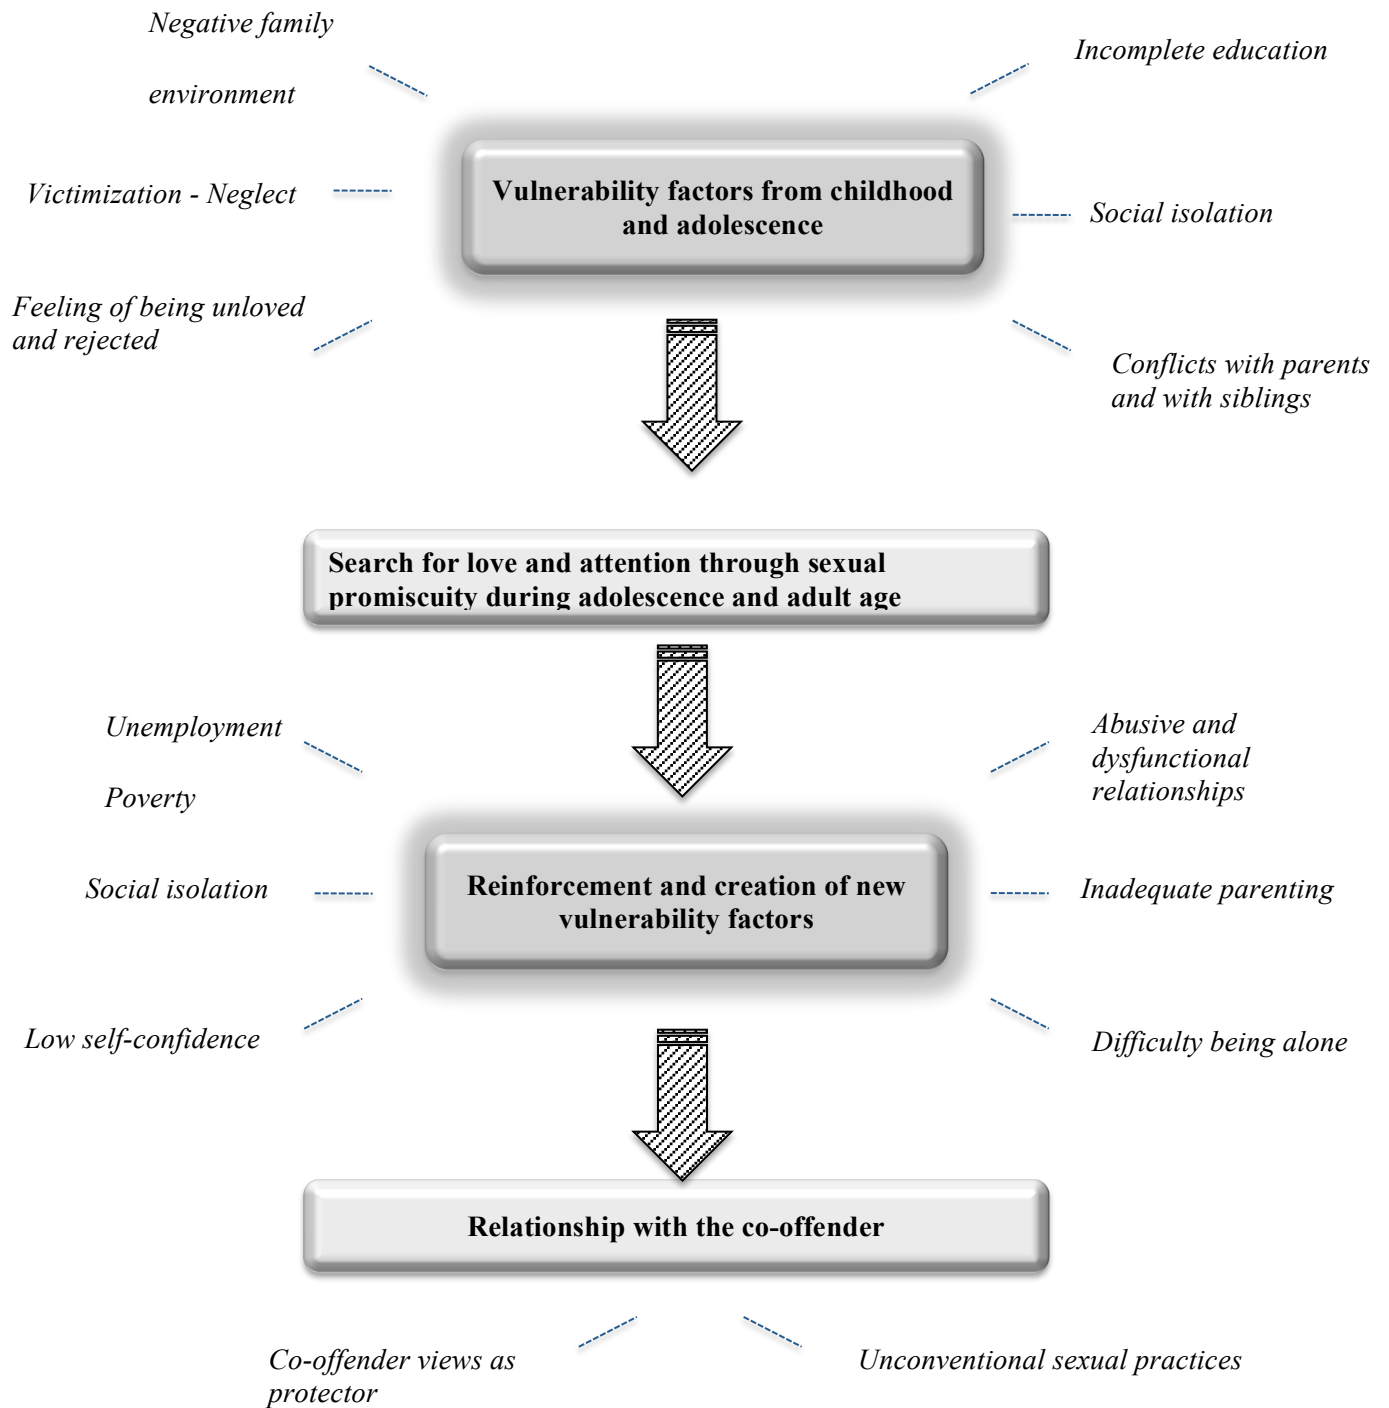 Negative family
environment
Incomplete education
Victimization - Neglect
Vulnerability factors from childhood
and adolescence
Social isolation
Feeling of being unloved
and rejected
Conflicts with parents
and with siblings
Search for love and attention through sexual
promiscuity during adolescence and adult age
Unemployment
Poverty
Abusive and
dysfunctional
relationships
Social isolation
Reinforcement and creation of new
vulnerability factors
Inadequate parenting
Low self-confidence
Difficulty being alone
Relationship with the co-offender
Co-offender views as
protector
Unconventional sexual practices